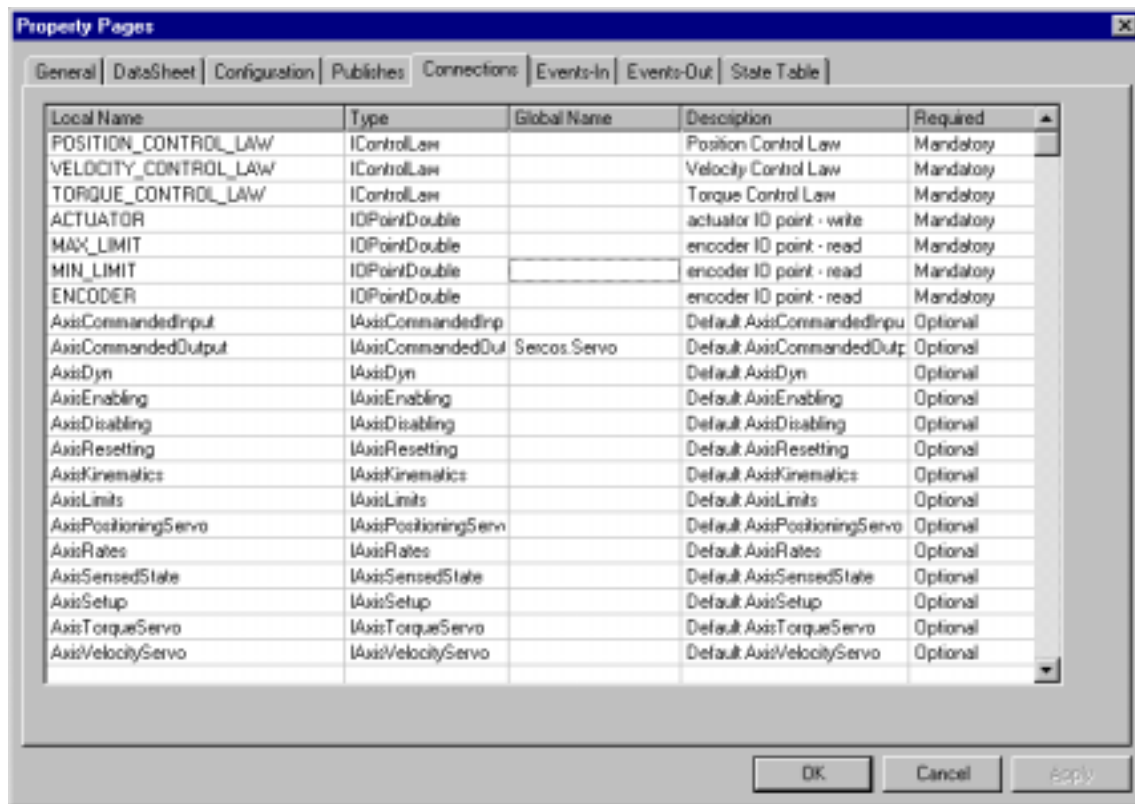 Property Pages
General DataSheet Configuration Publishes Connections Events-In Events-Out State Table
Local Name Type Global Name Description Required
POSITION_CONTROL_LAW IControlLaw Position Control Law Mandatory
VELOCITY_CONTROL_LAW IControlLaw Velocity Control Law Mandatory
TORQUE_CONTROL_LAW IControlLaw Torque Control Law Mandatory
ACTUATOR IOPointDouble actuator IO point - write Mandatory
MAX_LIMIT IOPointDouble encoder IO point - read Mandatory
MIN_LIMIT IOPointDouble encoder IO point - read Mandatory
ENCODER IOPointDouble encoder IO point - read Mandatory
AxisCommandedInput IAxisCommandedInp Default AxisCommandedInpu Optional
AxisCommandedOutput IAxisCommandedOut Sercos.Servo Default AxisCommandedOutp Optional
AxisDyn IAxisDyn Default AxisDyn Optional
AxisEnabling IAxisEnabling Default AxisEnabling Optional
AxisDisabling IAxisDisabling Default AxisDisabling Optional
AxisResetting IAxisResetting Default AxisResetting Optional
AxisKinematics IAxisKinematics Default AxisKinematics Optional
AxisLimits IAxisLimits Default AxisLimits Optional
AxisPositioningServo IAxisPositioningServ Default AxisPositioningServo Optional
AxisRates IAxisRates Default AxisRates Optional
AxisSensedState IAxisSensedState Default AxisSensedState Optional
AxisSetup IAxisSetup Default AxisSetup Optional
AxisTorqueServo IAxisTorqueServo Default AxisTorqueServo Optional
AxisVelocityServo IAxisVelocityServo Default AxisVelocityServo Optional
OK Cancel Apply